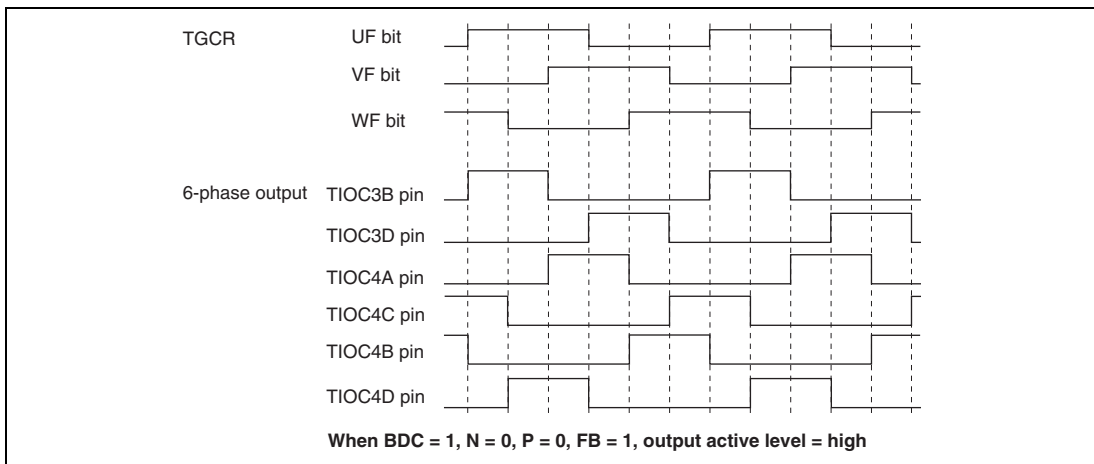 TGCR UF bit
VF bit
WF bit
6-phase output TIOC3B pin
TIOC3D pin
TIOC4A pin
TIOC4C pin
TIOC4B pin
TIOC4D pin
When BDC = 1, N = 0, P = 0, FB = 1, output active level = high